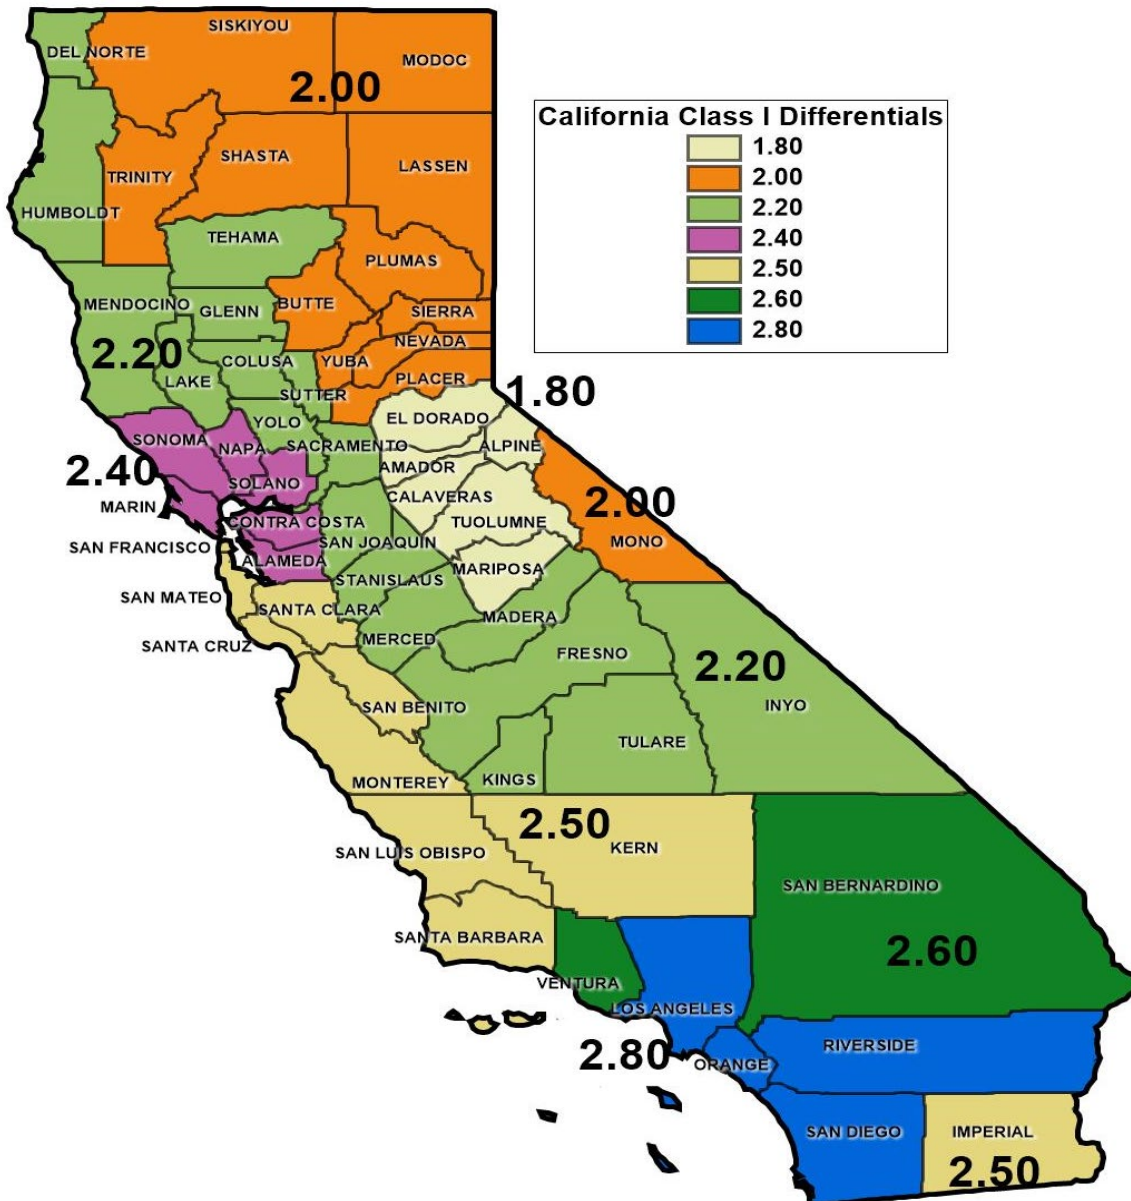 SISKIYOU
DEL NORTE
MODOC
2.00
California Class I Differentials
1.80
2.00
2.20
2.40
2.50
2.60
2.80
SHASTA
LASSEN
TRINITY
HUMBOLDT
TEHAMA
PLUMAS
MENDOCINO
GLENN
BUTTE
SIERRA
NEVADA
2.20
COLUSA
YUBA
LAKE
PLACER
SUTTER
1.80
EL DORADO
YOLO
SONOMA
NAPA
SACRAMENTO
ALPINE
2.40
AMADOR
SOLANO
CALAVERAS
2.00
MARIN
CONTRA COSTA
TUOLUMNE
SAN FRANCISCO
SAN JOAQUIN
MONO
ALAMEDA
MARIPOSA
STANISLAUS
SAN MATEO
SANTA CLARA
MADERA
SANTA CRUZ
MERCED
FRESNO
2.20
SAN BENITO
INYO
TULARE
MONTEREY
KINGS
2.50
KERN
SAN LUIS OBISPO
SAN BERNARDINO
SANTA BARBARA
2.60
VENTURA
LOS ANGELES
2.80
RIVERSIDE
ORANGE
SAN DIEGO
IMPERIAL
2.50